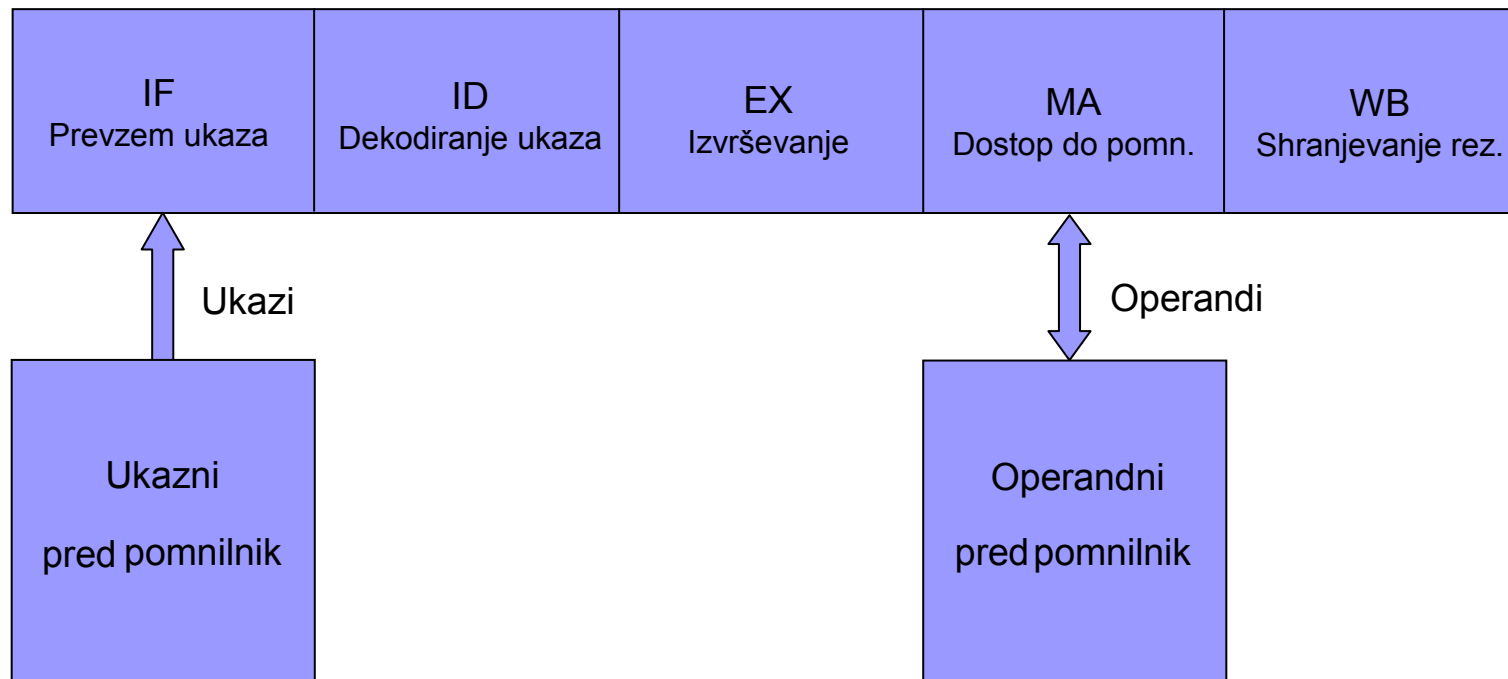 IF
Prevzem ukaza
ID
Dekodiranje ukaza
EX
Izvrševanje
MA
Dostop do pomn.
WB
Shranjevanje rez.
Ukazi
Operandi
Ukazni
pred pomnilnik
Operandni
pred pomnilnik